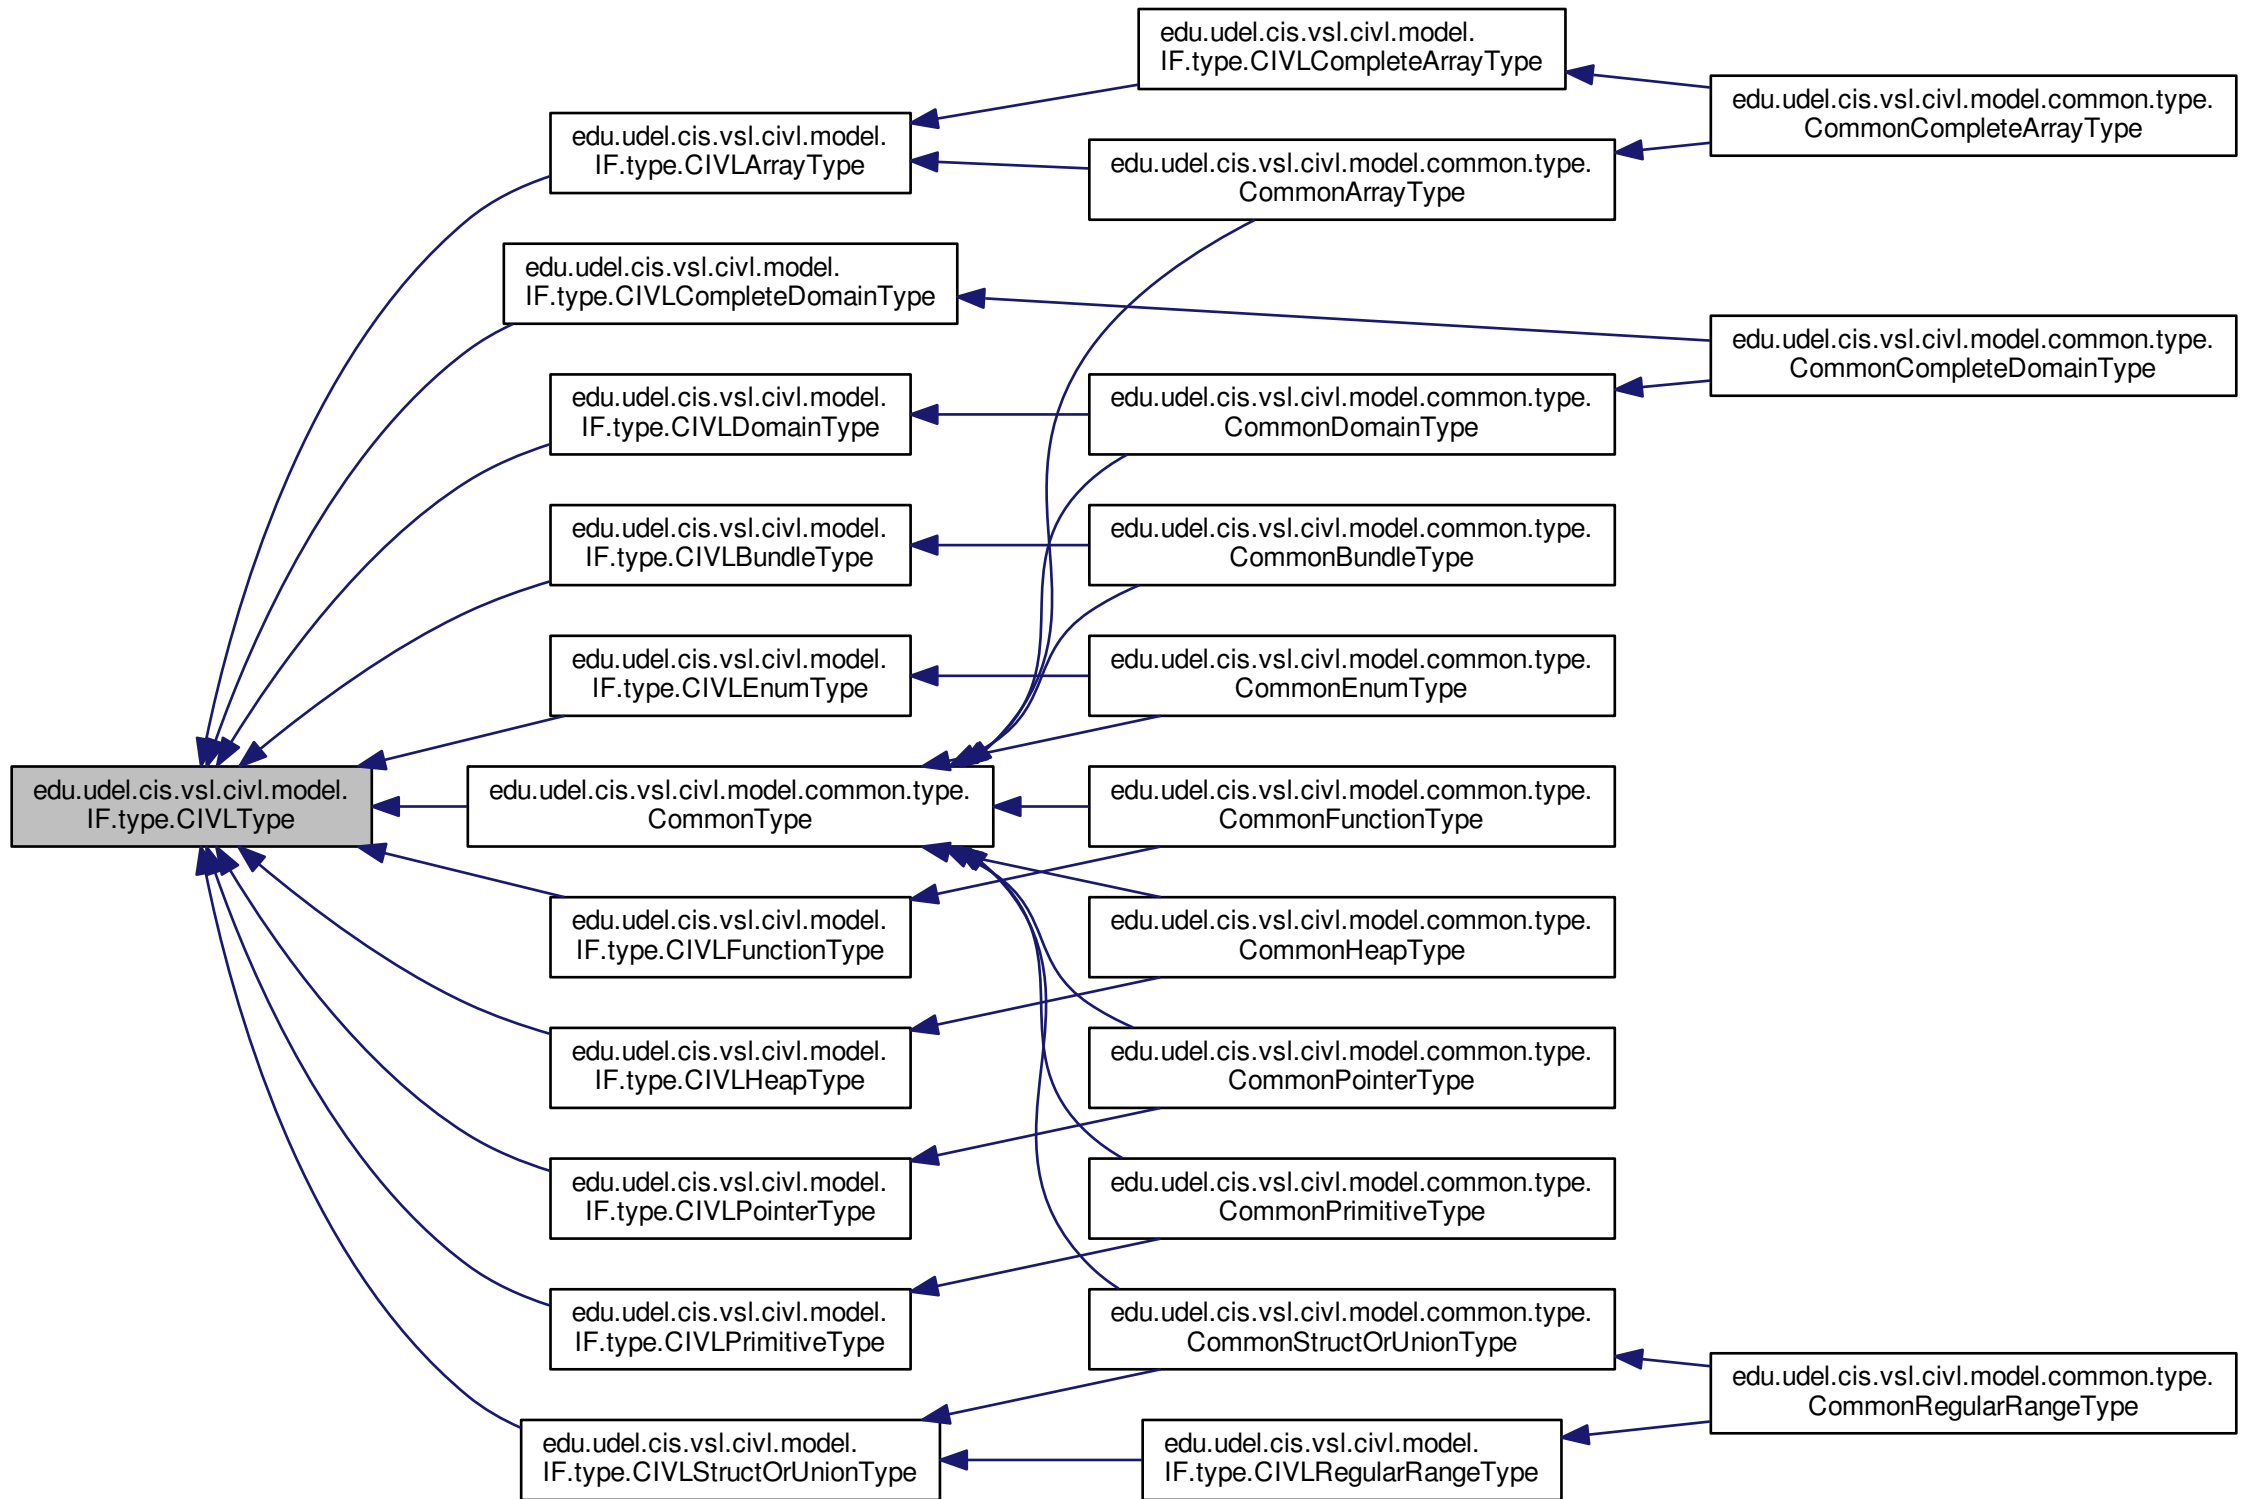 edu.udel.cis.vsl.civl.model.
IF.type.CIVLCompleteArrayType
edu.udel.cis.vsl.civl.model.common.type.
CommonCompleteArrayType
edu.udel.cis.vsl.civl.model.
IF.type.CIVLArrayType
edu.udel.cis.vsl.civl.model.common.type.
CommonArrayType
edu.udel.cis.vsl.civl.model.
IF.type.CIVLCompleteDomainType
edu.udel.cis.vsl.civl.model.common.type.
CommonCompleteDomainType
edu.udel.cis.vsl.civl.model.
IF.type.CIVLDomainType
edu.udel.cis.vsl.civl.model.common.type.
CommonDomainType
edu.udel.cis.vsl.civl.model.
IF.type.CIVLBundleType
edu.udel.cis.vsl.civl.model.common.type.
CommonBundleType
edu.udel.cis.vsl.civl.model.
IF.type.CIVLEnumType
edu.udel.cis.vsl.civl.model.common.type.
CommonEnumType
edu.udel.cis.vsl.civl.model.
IF.type.CIVLType
edu.udel.cis.vsl.civl.model.common.type.
CommonType
edu.udel.cis.vsl.civl.model.common.type.
CommonFunctionType
edu.udel.cis.vsl.civl.model.
IF.type.CIVLFunctionType
edu.udel.cis.vsl.civl.model.common.type.
CommonHeapType
edu.udel.cis.vsl.civl.model.
IF.type.CIVLHeapType
edu.udel.cis.vsl.civl.model.common.type.
CommonPointerType
edu.udel.cis.vsl.civl.model.
IF.type.CIVLPointerType
edu.udel.cis.vsl.civl.model.common.type.
CommonPrimitiveType
edu.udel.cis.vsl.civl.model.
IF.type.CIVLPrimitiveType
edu.udel.cis.vsl.civl.model.common.type.
CommonStructOrUnionType
edu.udel.cis.vsl.civl.model.common.type.
CommonRegularRangeType
edu.udel.cis.vsl.civl.model.
IF.type.CIVLStructOrUnionType
edu.udel.cis.vsl.civl.model.
IF.type.CIVLRegularRangeType